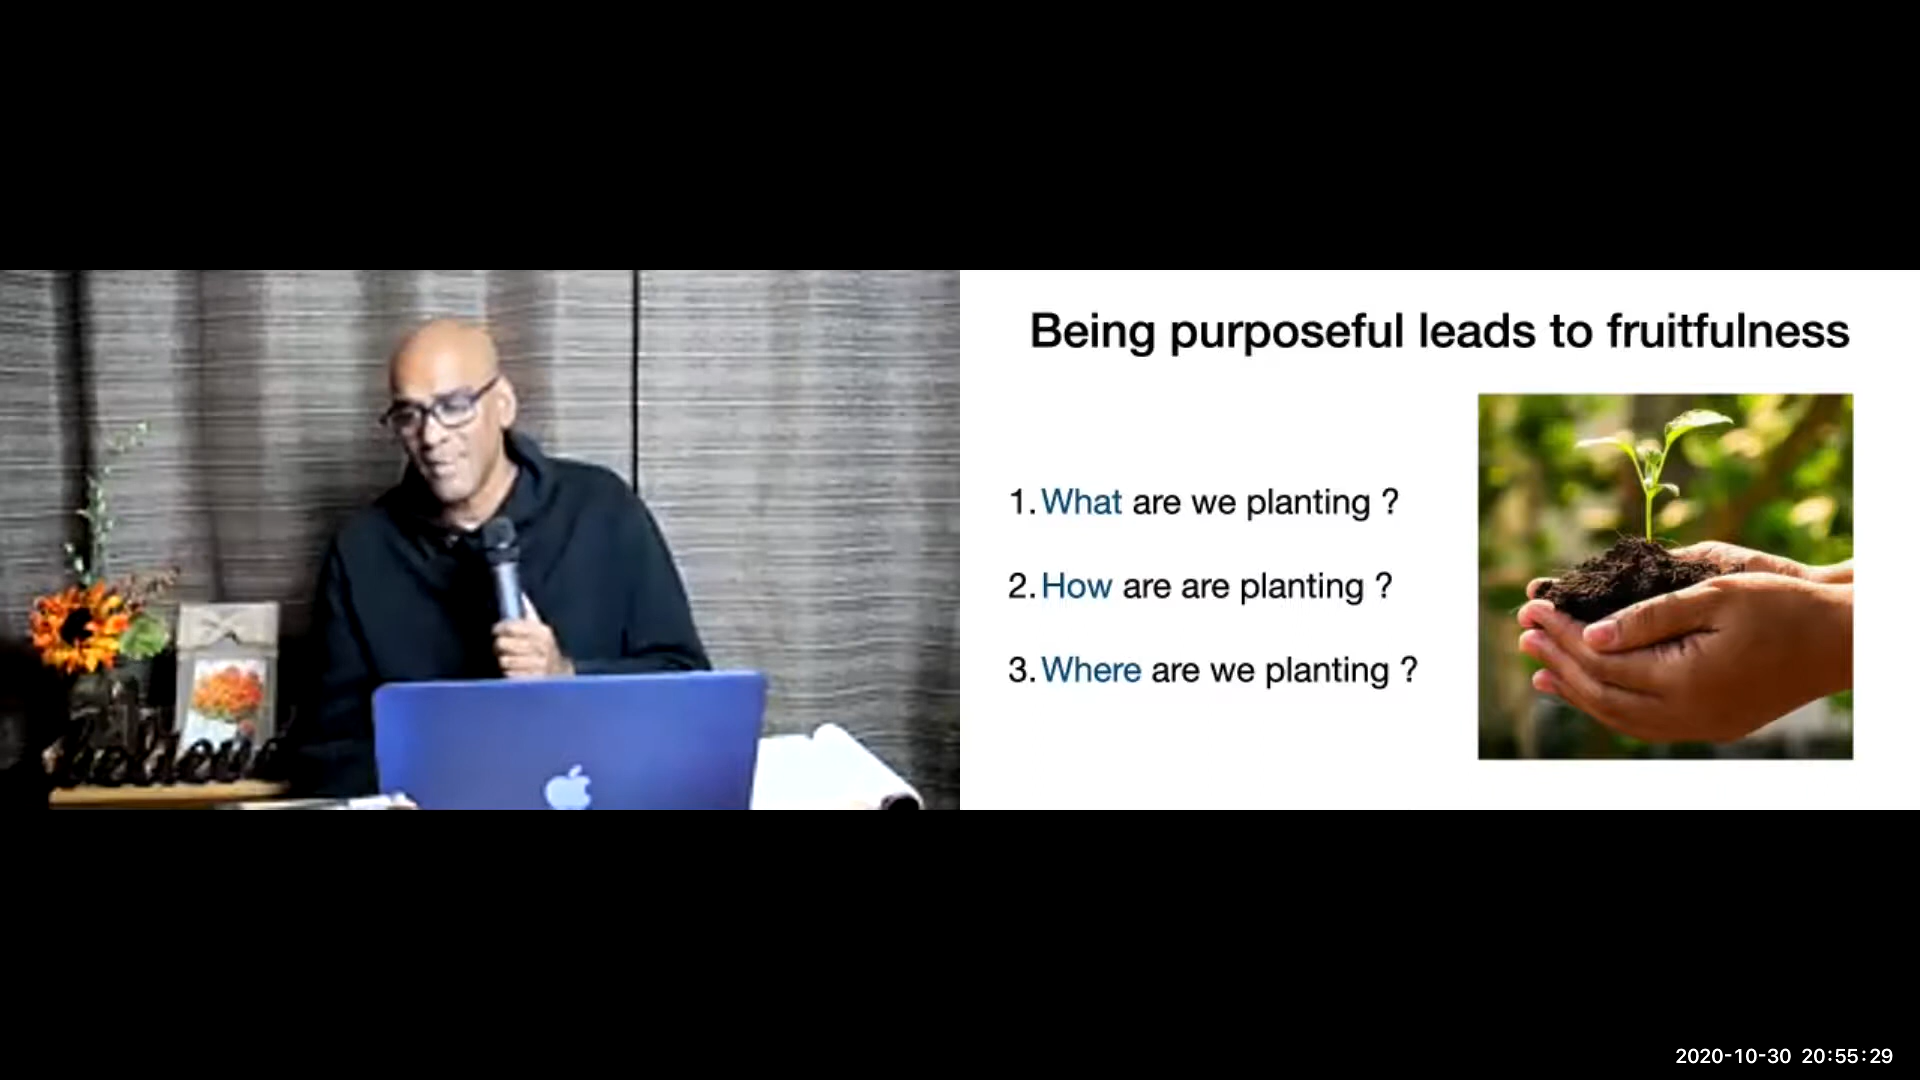 believe
Being purposeful leads to fruitfulness
1. What are we planting ?
2. How are are planting ?
3. Where are we planting ?
2020-10-30 20:55:29